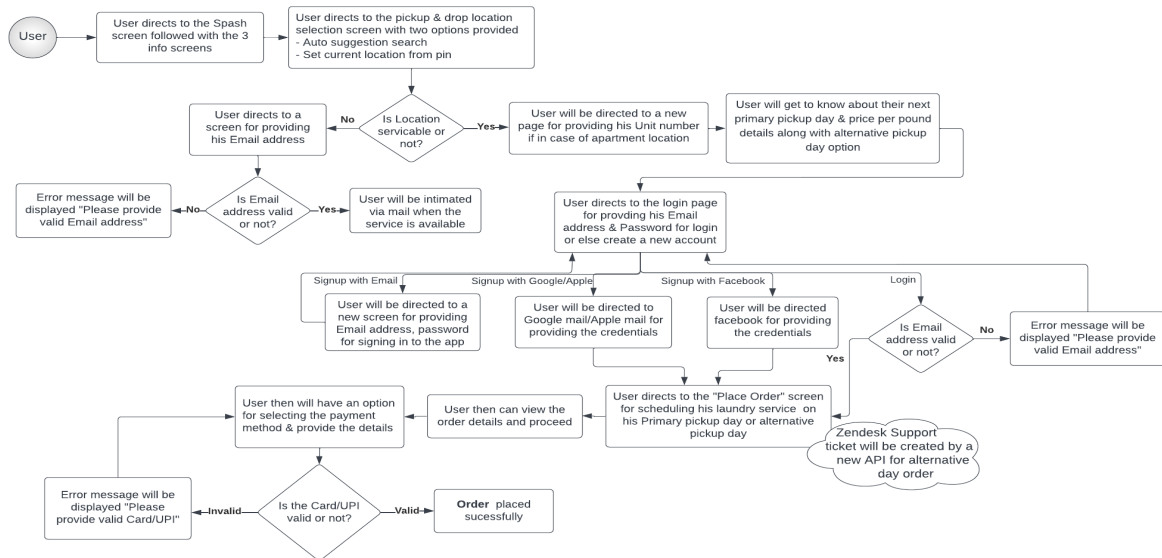 User
User directs to the Spash
screen followed with the 3
info screens
User directs to the pickup & drop location
selection screen with two options provided
- Auto suggestion search
- Set current location from pin
Is Location
servicable or
not?
No
Yes
User directs to a
screen for providing
his Email address
User will be directed to a new
page for providing his Unit number
if in case of apartment location
User will get to know about their next
primary pickup day & price per pound
details along with alternative pickup
day option
Is Email
address valid
or not?
No
Yes
Error message will be
displayed "Please provide
valid Email address"
User will be intimated
via mail when the
service is available
User directs to the login page
for provding his Email
address & Password for login
or else create a new account
Signup with Email
Signup with Google/Apple
Signup with Facebook
Login
User will be directed to a
new screen for providing
Email address, password
for signing in to the app
User will be directed to
Google mail/Apple mail for
providing the credentials
User will be directed
facebook for providing
the credentials
Is Email
address valid
or not?
No
Yes
Error message will be
displayed "Please provide
valid Email address"
User directs to the "Place Order" screen
for scheduling his laundry service on
his Primary pickup day or alternative
pickup day
Zendesk Support
ticket will be created by a
new API for alternative
day order
User then can view the
order details and proceed
User then will have an option
for selecting the payment
method & provide the details
Is the Card/UPI
valid or not?
Invalid
Valid
Error message will be
displayed "Please
provide valid Card/UPI"
Order placed
sucessfully